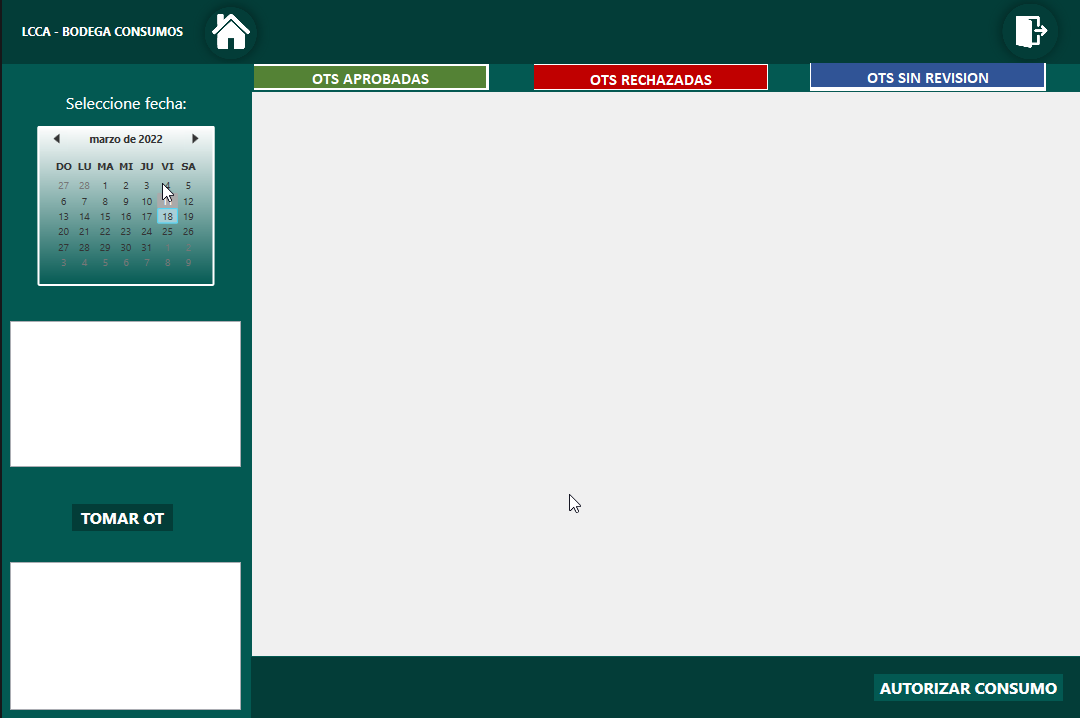 LCCA - BODEGA CONSUMOS
OTS APROBADAS
OTS RECHAZADAS
OTS SIN REVISION
Seleccione fecha:
marzo de 2022
DO LU MA MI JU VI SA
27 28 1 2 3 4 5
6 7 8 9 10 12
13 14 15 16 17 18 19
20 21 22 23 24 25 26
27 28 29 30 31 1 2
3 4 5 6 7 8 9
TOMAR OT
AUTORIZAR CONSUMO